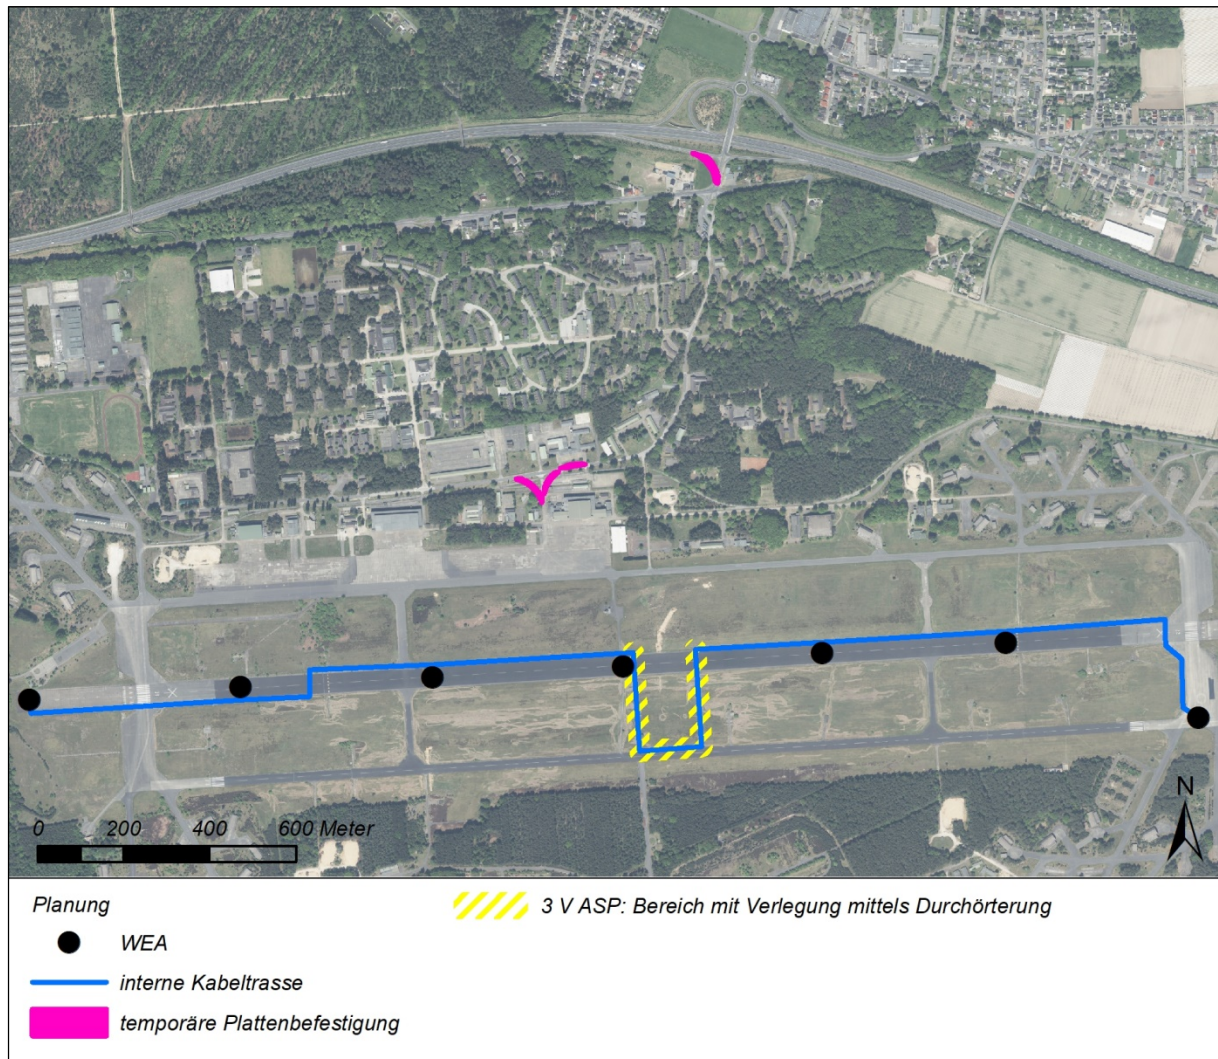 N
0 200 400 600 Meter
Planung
3 V ASP: Bereich mit Verlegung mittels Durchörterung
WEA
interne Kabeltrasse
temporäre Plattenbefestigung